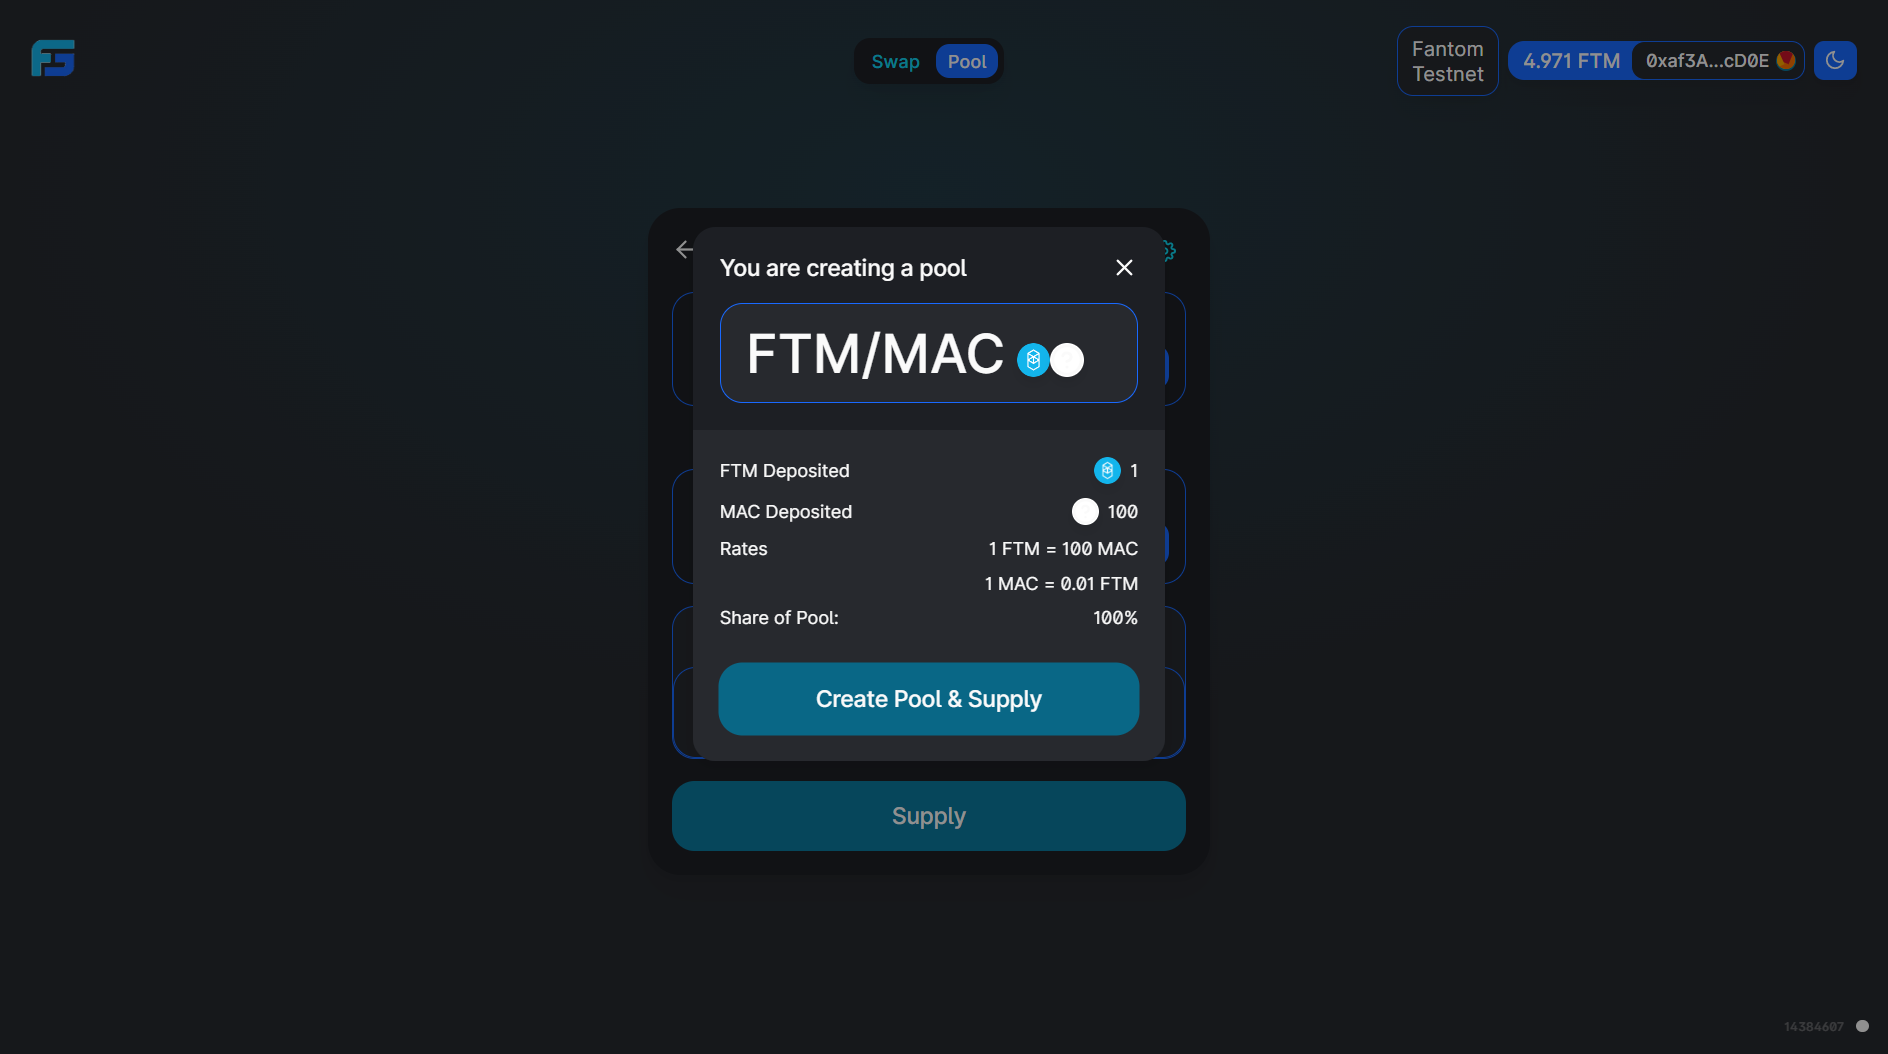 Swap Pool
Fantom
Testnet
4.971 FTM 0xaf3A...cD0E
You are creating a pool
FTM/MAC
FTM Deposited 1
MAC Deposited 100
Rates 1 FTM = 100 MAC
1 MAC = 0.01 FTM
Share of Pool: 100%
Create Pool & Supply
Supply
14384607